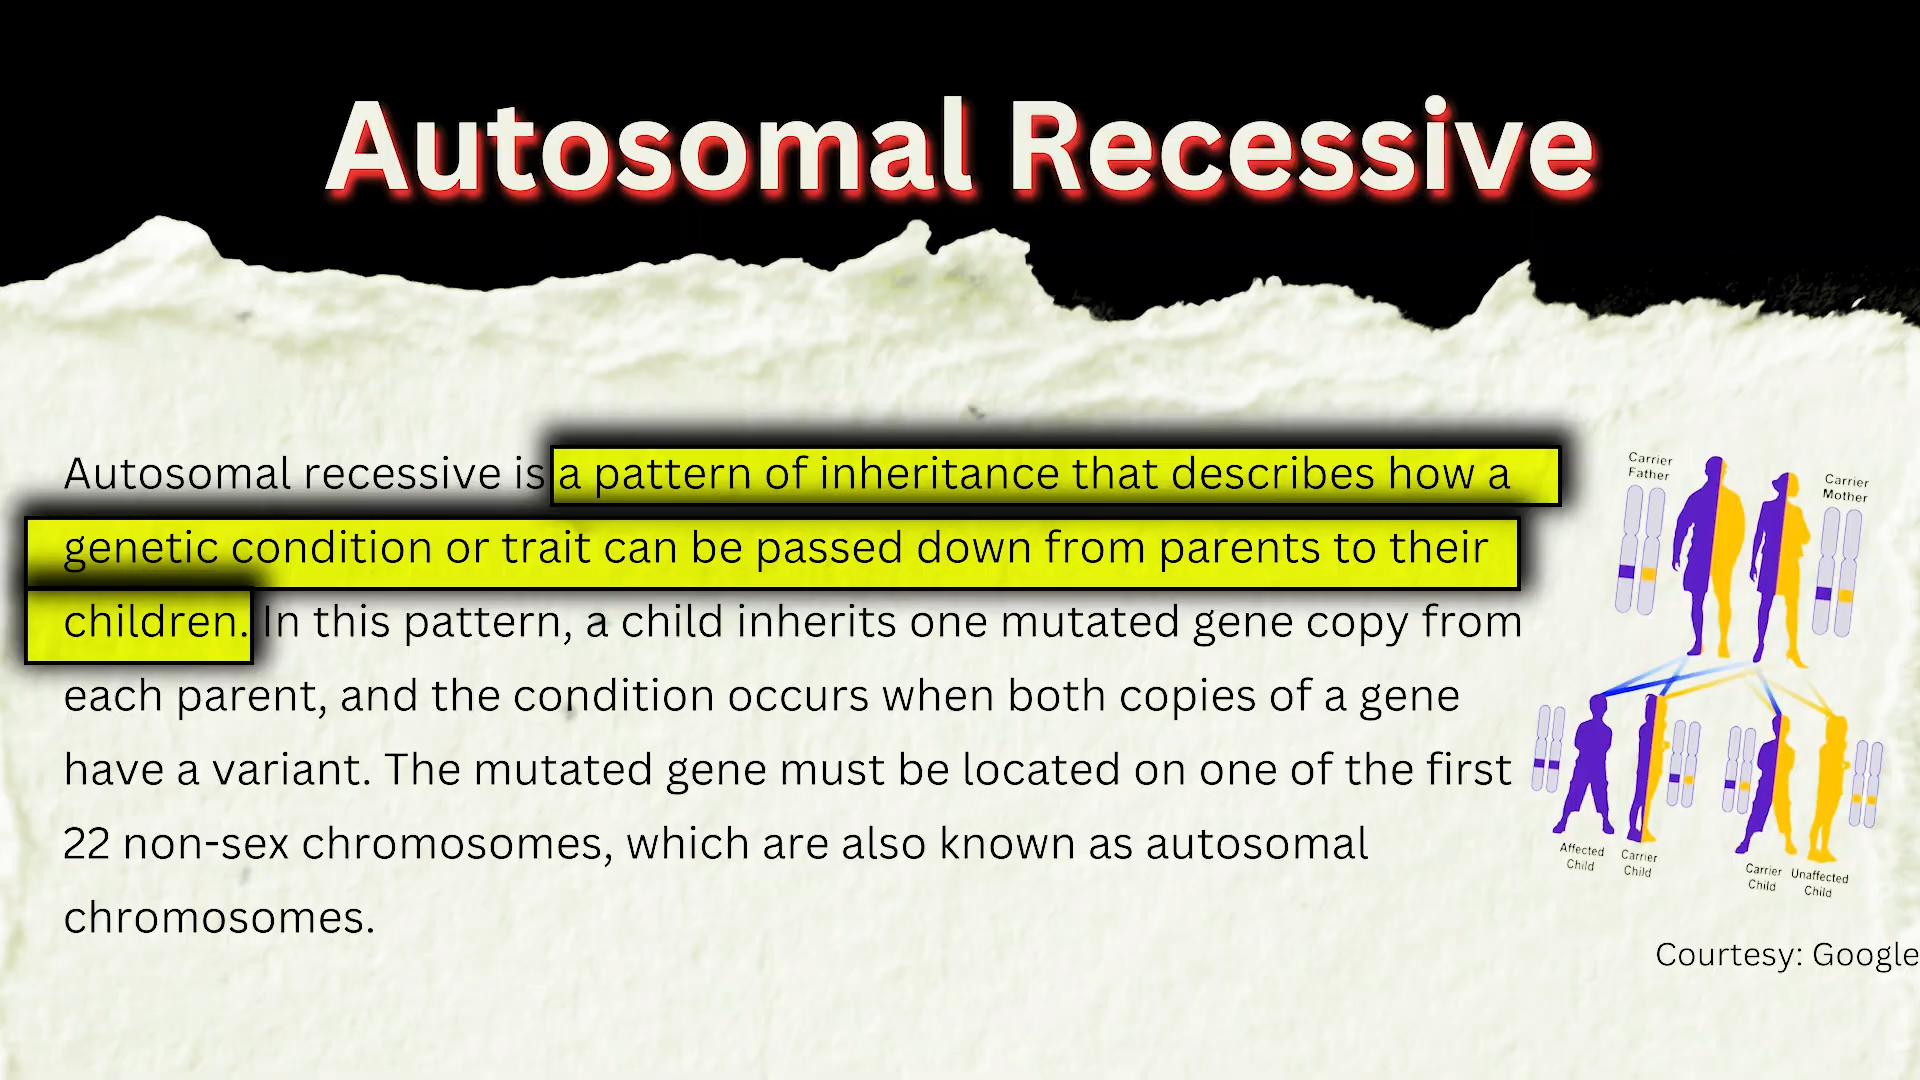 Autosomal Recessive
Autosomal recessive is a pattern of inheritance that describes how a
genetic condition or trait can be passed down from parents to their
children. In this pattern, a child inherits one mutated gene copy from
each parent, and the condition occurs when both copies of a gene
have a variant. The mutated gene must be located on one of the first
22 non-sex chromosomes, which are also known as autosomal
chromosomes.
Carrier
Father
Carrier
Mother
Affected
Child
Carrier
Child
Carrier
Child
Unaffected
Child
Courtesy: Google